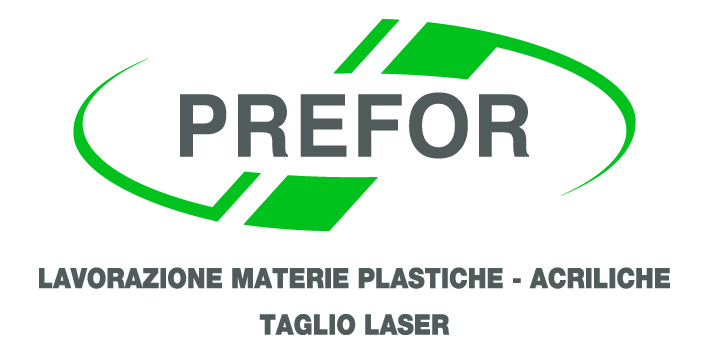 PREFOR
LAVORAZIONE MATERIE PLASTICHE - ACRILICHE
TAGLIO LASER